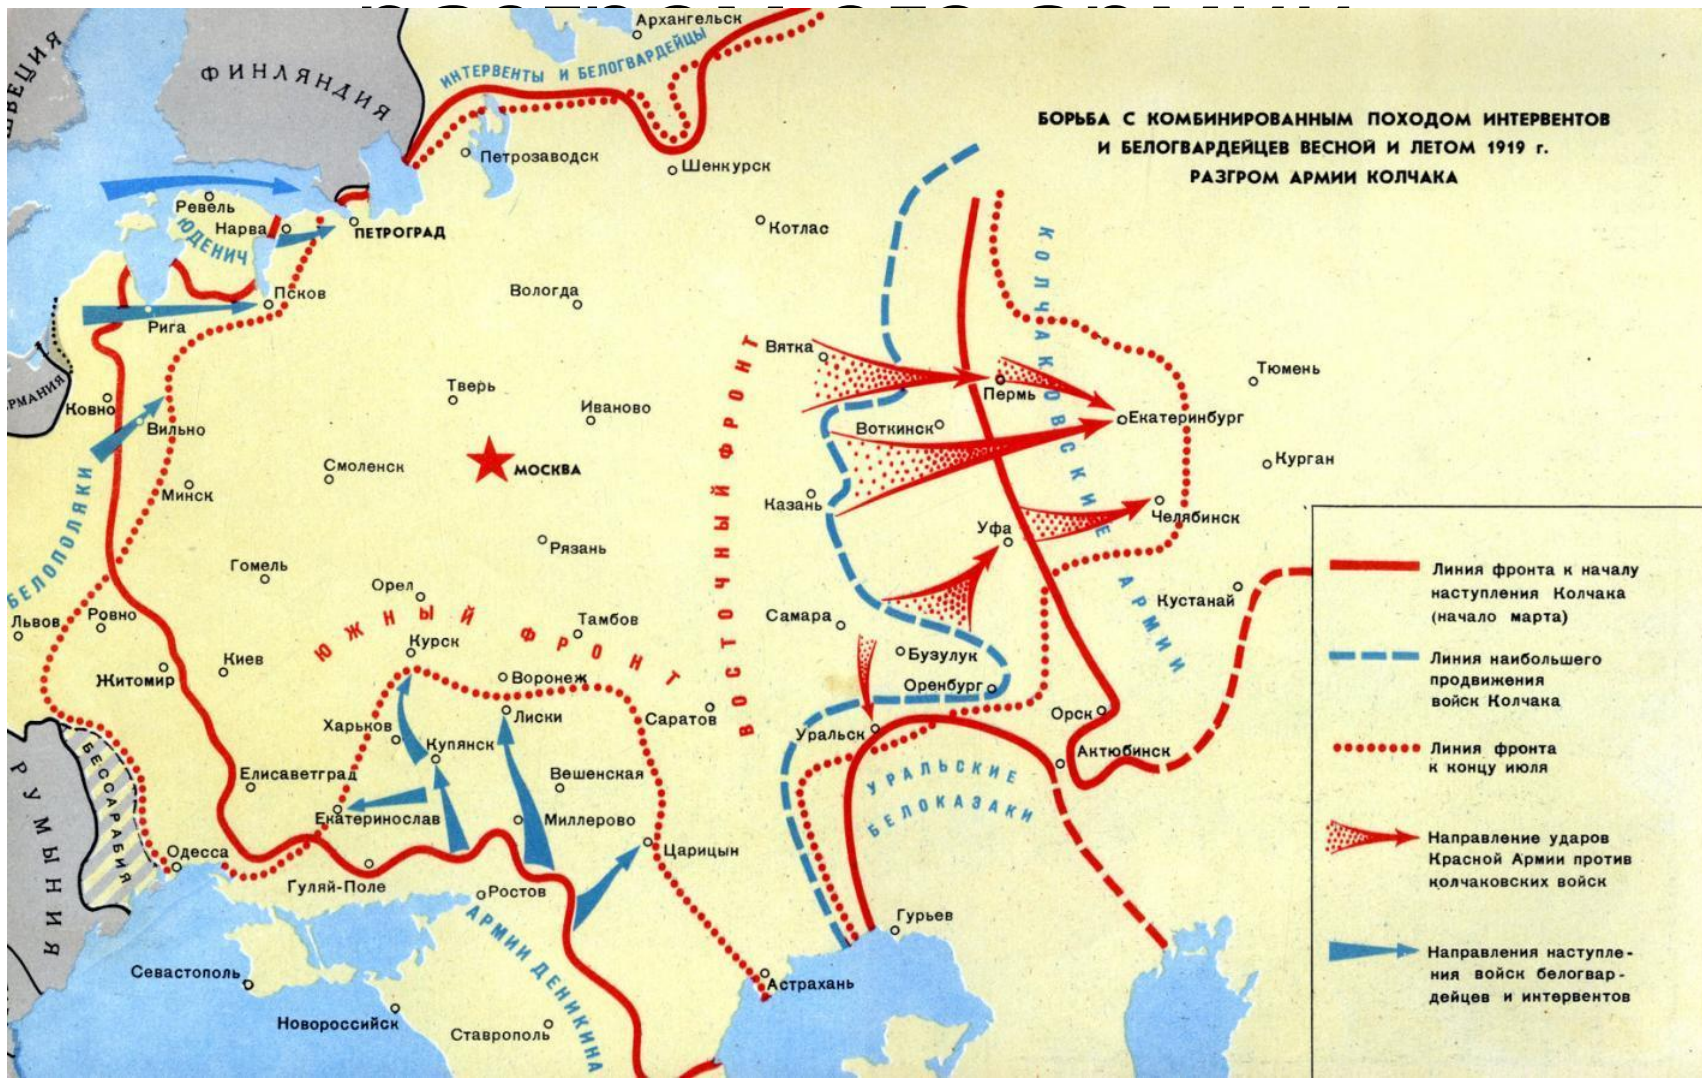 Архангельск
ИНТЕРВЕНТЫ И БЕЛОГВАРДЕЙЦЫ
ФИНЛЯНДИЯ
БОРЬБА С КОМБИНИРОВАННЫМ ПОХОДОМ ИНТЕРВЕНТОВ
И БЕЛОГВАРДЕЙЦЕВ ВЕСНОЙ И ЛЕТОМ 1919 г.
РАЗГРОМ АРМИИ КОЛЧАКА
Петрозаводск
Шенкурск
Ревель
Нарва
ЮДЕНИЧ
ПЕТРОГРАД
Котлас
Псков
Вологда
Рига
Вятка
Тверь
Иваново
Ковно
Вильно
Пермь
Тюмень
Екатеринбург
Воткинск
КОЛЧАКОВСКИЕ АРМИИ
ВОСТОЧНЫЙ ФРОНТ
Смоленск
МОСКВА
Курган
Минск
Казань
Челябинск
Уфа
БЕЛОПОЛЯКИ
Рязань
Гомель
Орел
Кустанай
Львов
Ровно
ЮЖНЫЙ ФРОНТ
Тамбов
Самара
Курск
Киев
Житомир
Воронеж
Бузулук
Оренбург
Лиски
Саратов
Орск
Харьков
Купянск
Уральск
Актюбинск
БЕССАРАБИЯ
РУМЫНИЯ
Елисаветград
Вешенская
УРАЛЬСКИЕ
БЕЛОКАЗАКИ
Екатеринослав
Миллерово
Одесса
Царицын
Гуляй-Поле
Ростов
АРМИИ ДЕНИКИНА
Гурьев
Севастополь
Астрахань
Новороссийск
Ставрополь
Линия фронта к началу
наступления Колчака
(начало марта)
Линия наибольшего
продвижения
войск Колчака
Линия фронта
к концу июля
Направление ударов
Красной Армии против
колчаковских войск
Направления наступле-
ния войск белогвар-
дейцев и интервентов